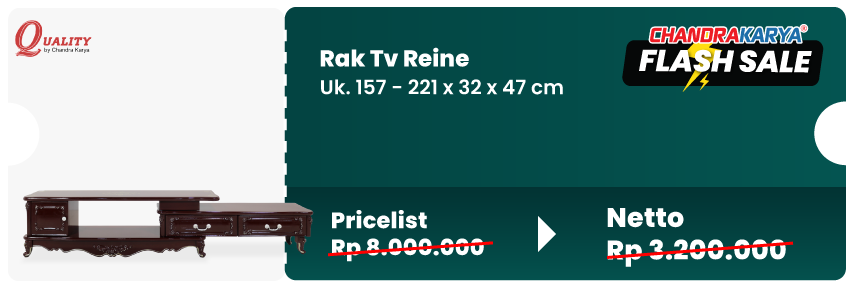 QUALITY
by Chandra Karya
CHANDRAKARYA®
FLASH SALE
Rak Tv Reine
Uk. 157 - 221 x 32 x 47 cm
Pricelist
Rp 8.000.000
Netto
Rp 3.200.000